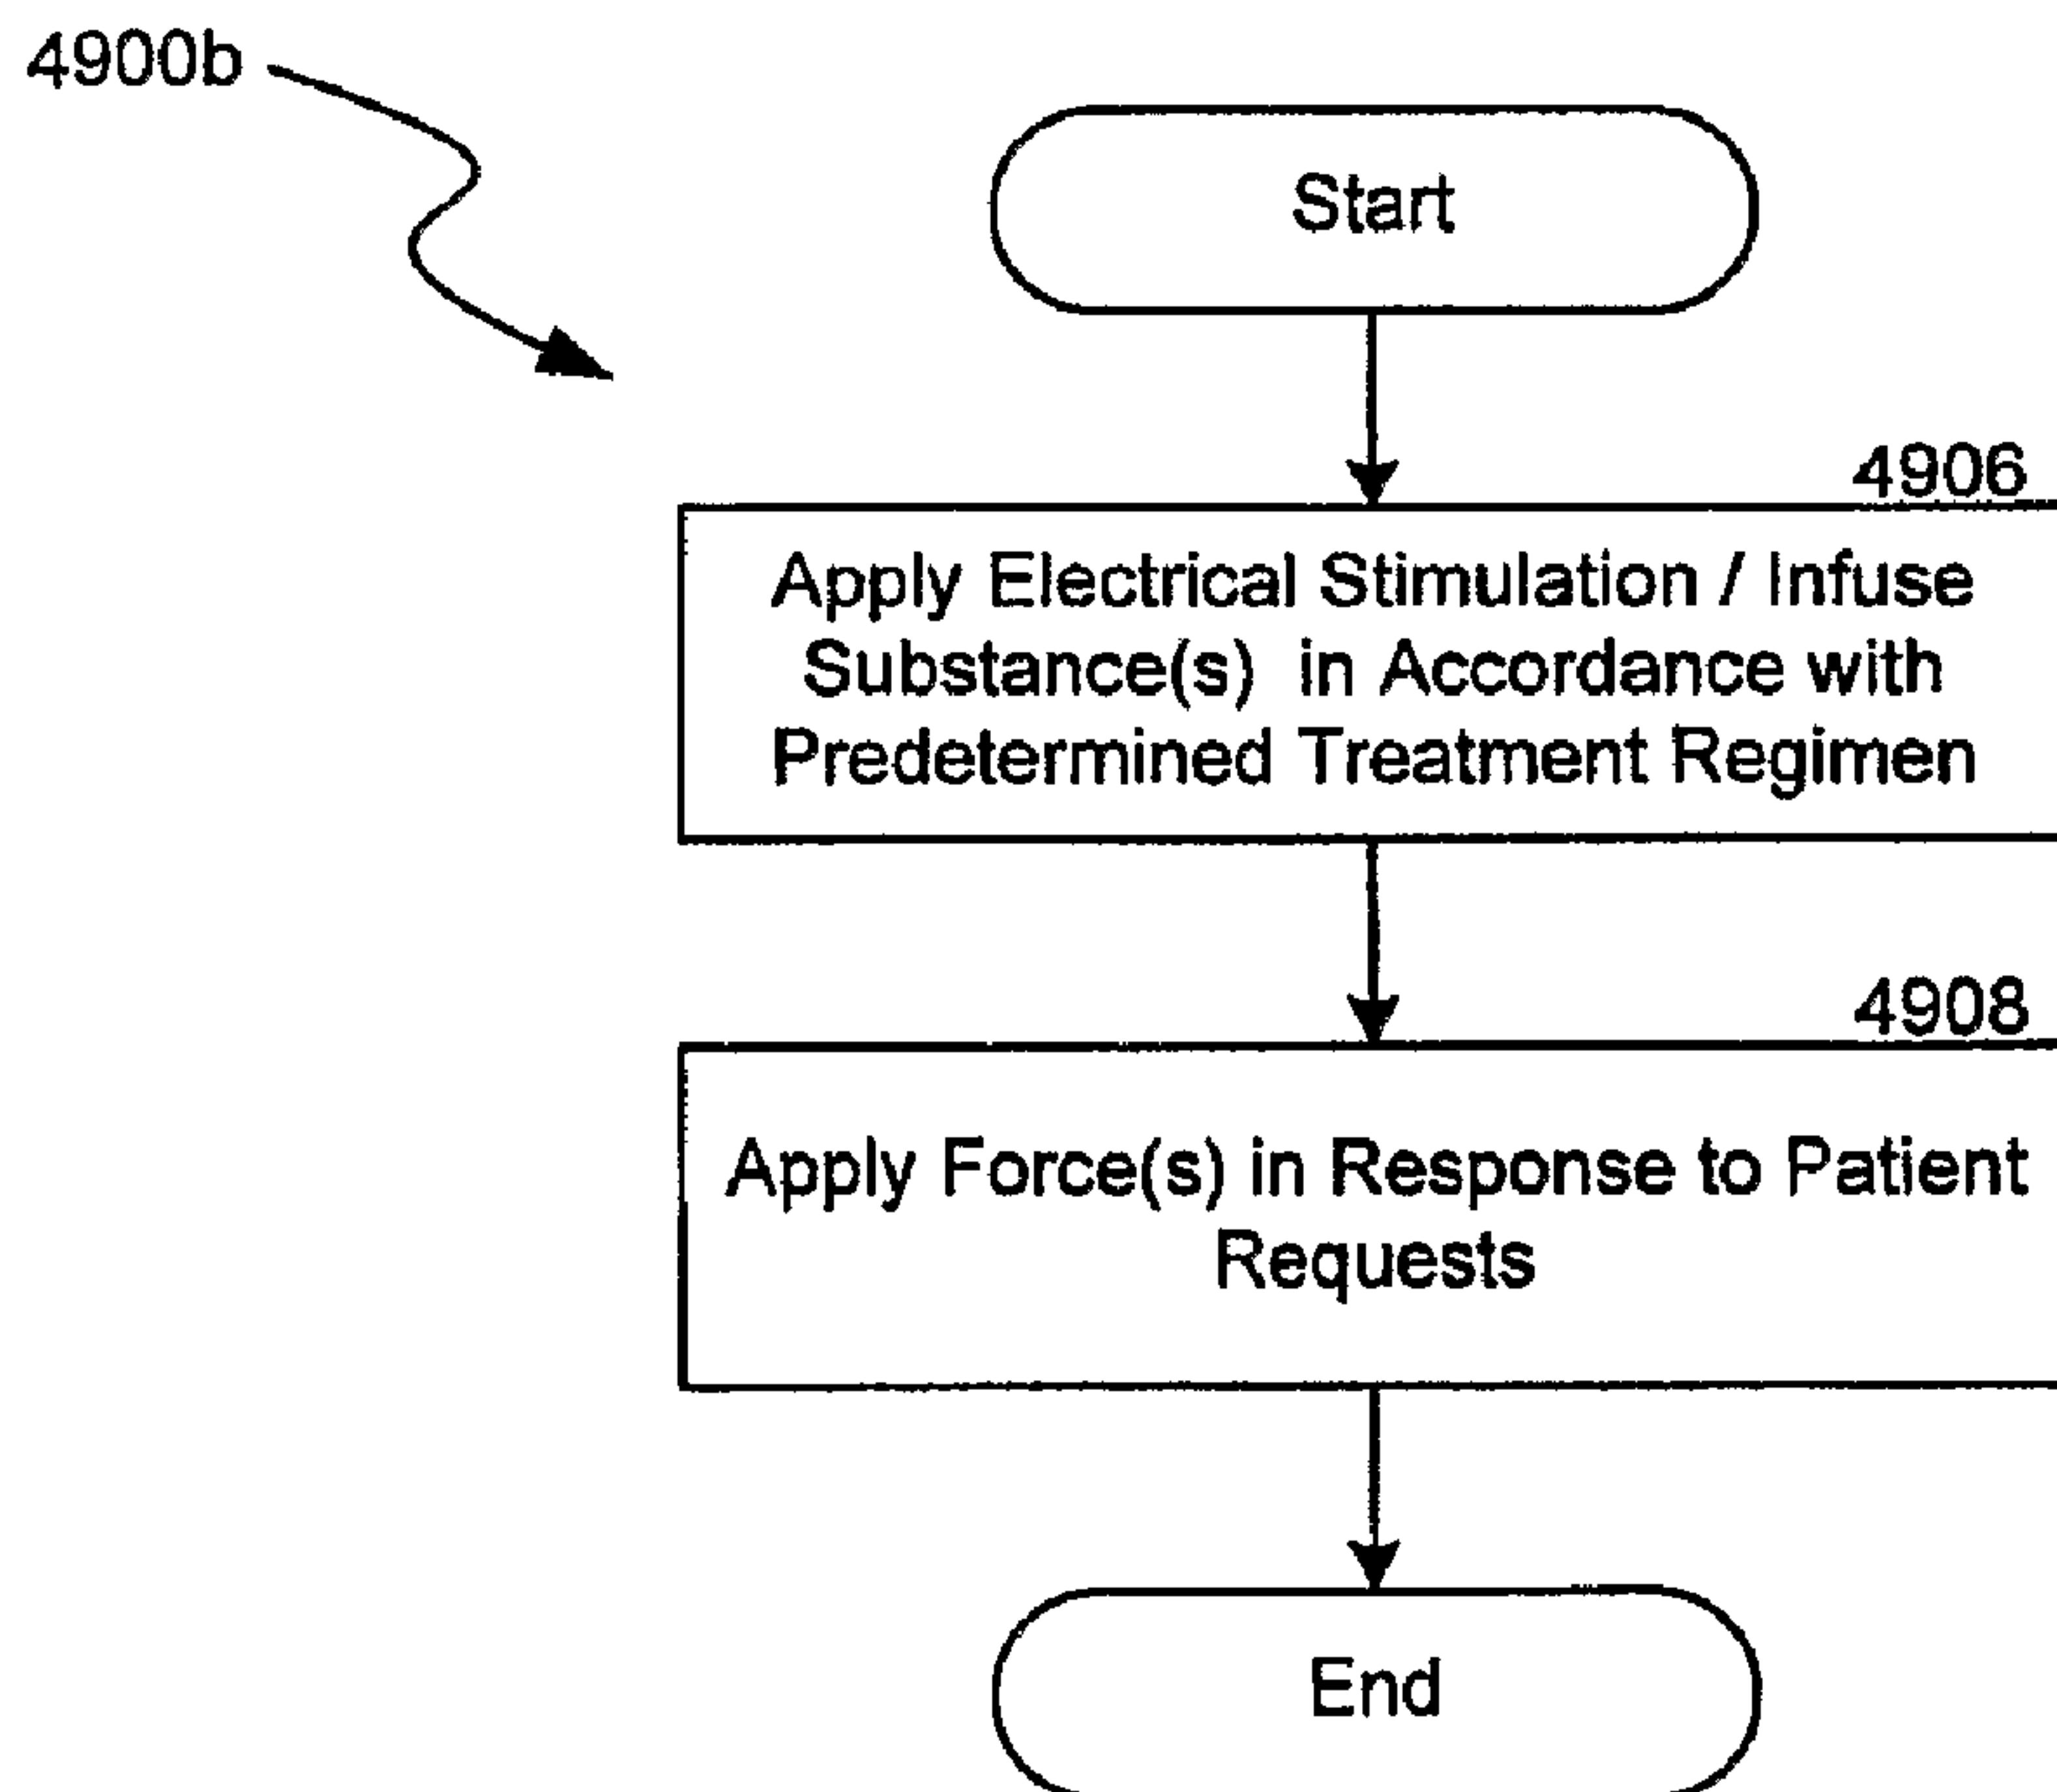 4900b
Start
4906
Apply Electrical Stimulation / Infuse
Substance(s) in Accordance with
Predetermined Treatment Regimen
4908
Apply Force(s) in Response to Patient
Requests
End